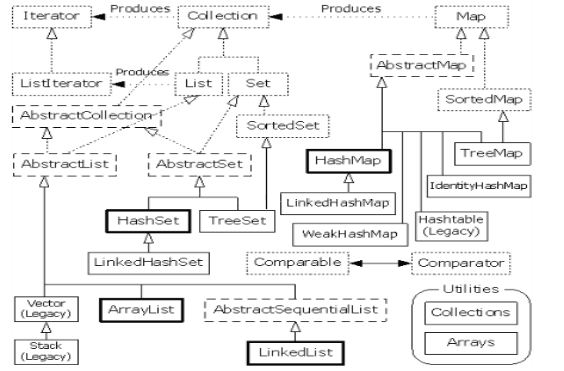 Iterator
Produces
Collection
Produces
Map
ListIterator
Produces
List
Set
AbstractMap
AbstractCollection
SortedSet
SortedMap
AbstractList
AbstractSet
HashMap
TreeMap
IdentityHashMap
HashSet
TreeSet
LinkedHashMap
Hashtable
(Legacy)
WeakHashMap
LinkedHashSet
Comparable
Comparator
Vector
(Legacy)
ArrayList
AbstractSequentialList
Utilities
Collections
Arrays
Stack
(Legacy)
LinkedList